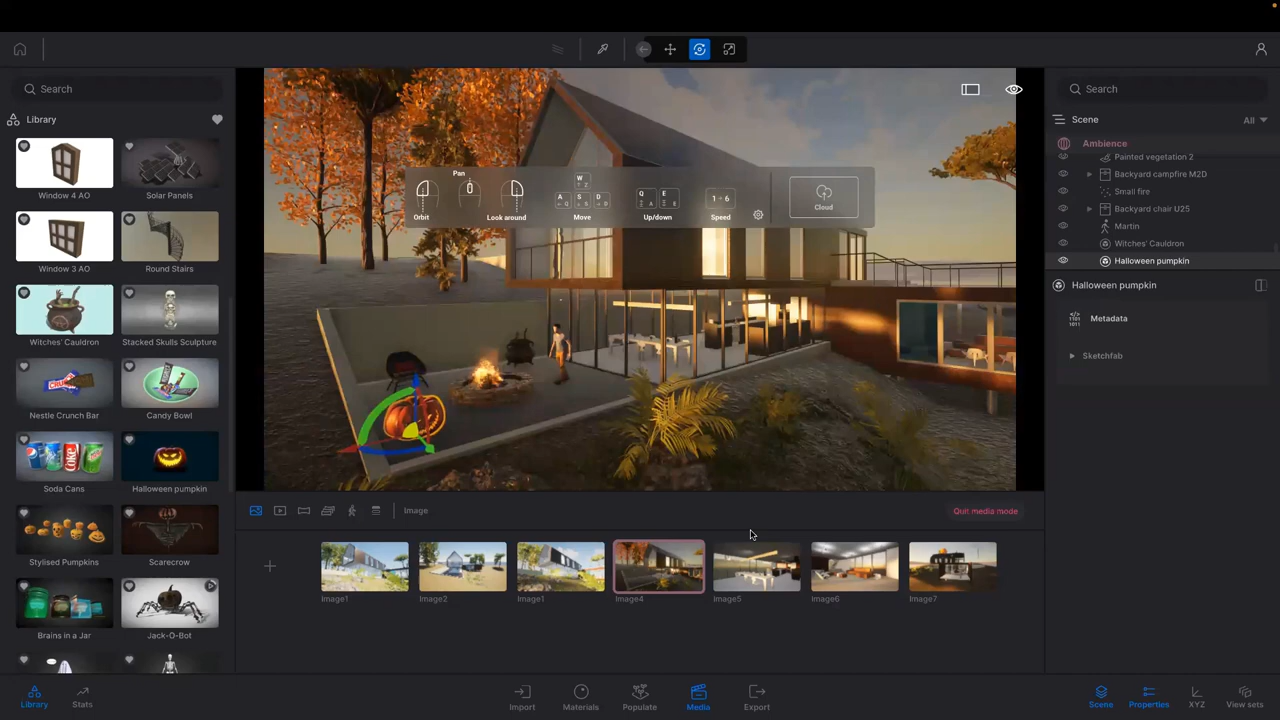 Search
Library
Window 4 AO
Solar Panels
Window 3 AO
Round Stairs
Witches' Cauldron
Stacked Skulls Sculpture
Nestle Crunch Bar
Candy Bowl
Soda Cans
Halloween pumpkin
Stylised Pumpkins
Scarecrow
Brains in a Jar
Jack-O-Bot
Pan
Orbit
Look around
W
A S D
Move
Q E
Up/down
1 - 6
Speed
Cloud
Search
Scene
All
Ambience
Painted vegetation 2
Backyard campfire M2D
Small fire
Backyard chair U25
Martin
Witches' Cauldron
Halloween pumpkin
Halloween pumpkin
Metadata
Sketchfab
Image
Quit media mode
Image1
Image2
Image1
Image4
Image5
Image6
Image7
Library
Stats
Import
Materials
Populate
Media
Export
Scene
Properties
XYZ
View sets